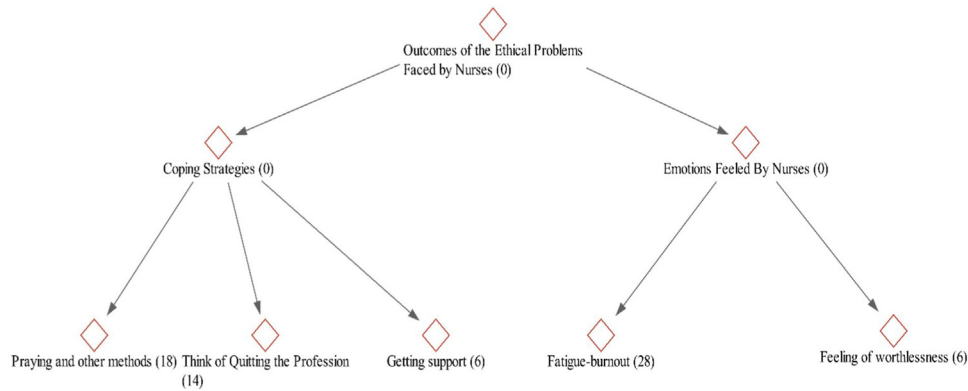 Outcomes of the Ethical Problems
Faced by Nurses (0)
Coping Strategies (0)
Emotions Feeled By Nurses (0)
Praying and other methods (18)
Think of Quitting the Profession
(14)
Getting support (6)
Fatigue-burnout (28)
Feeling of worthlessness (6)